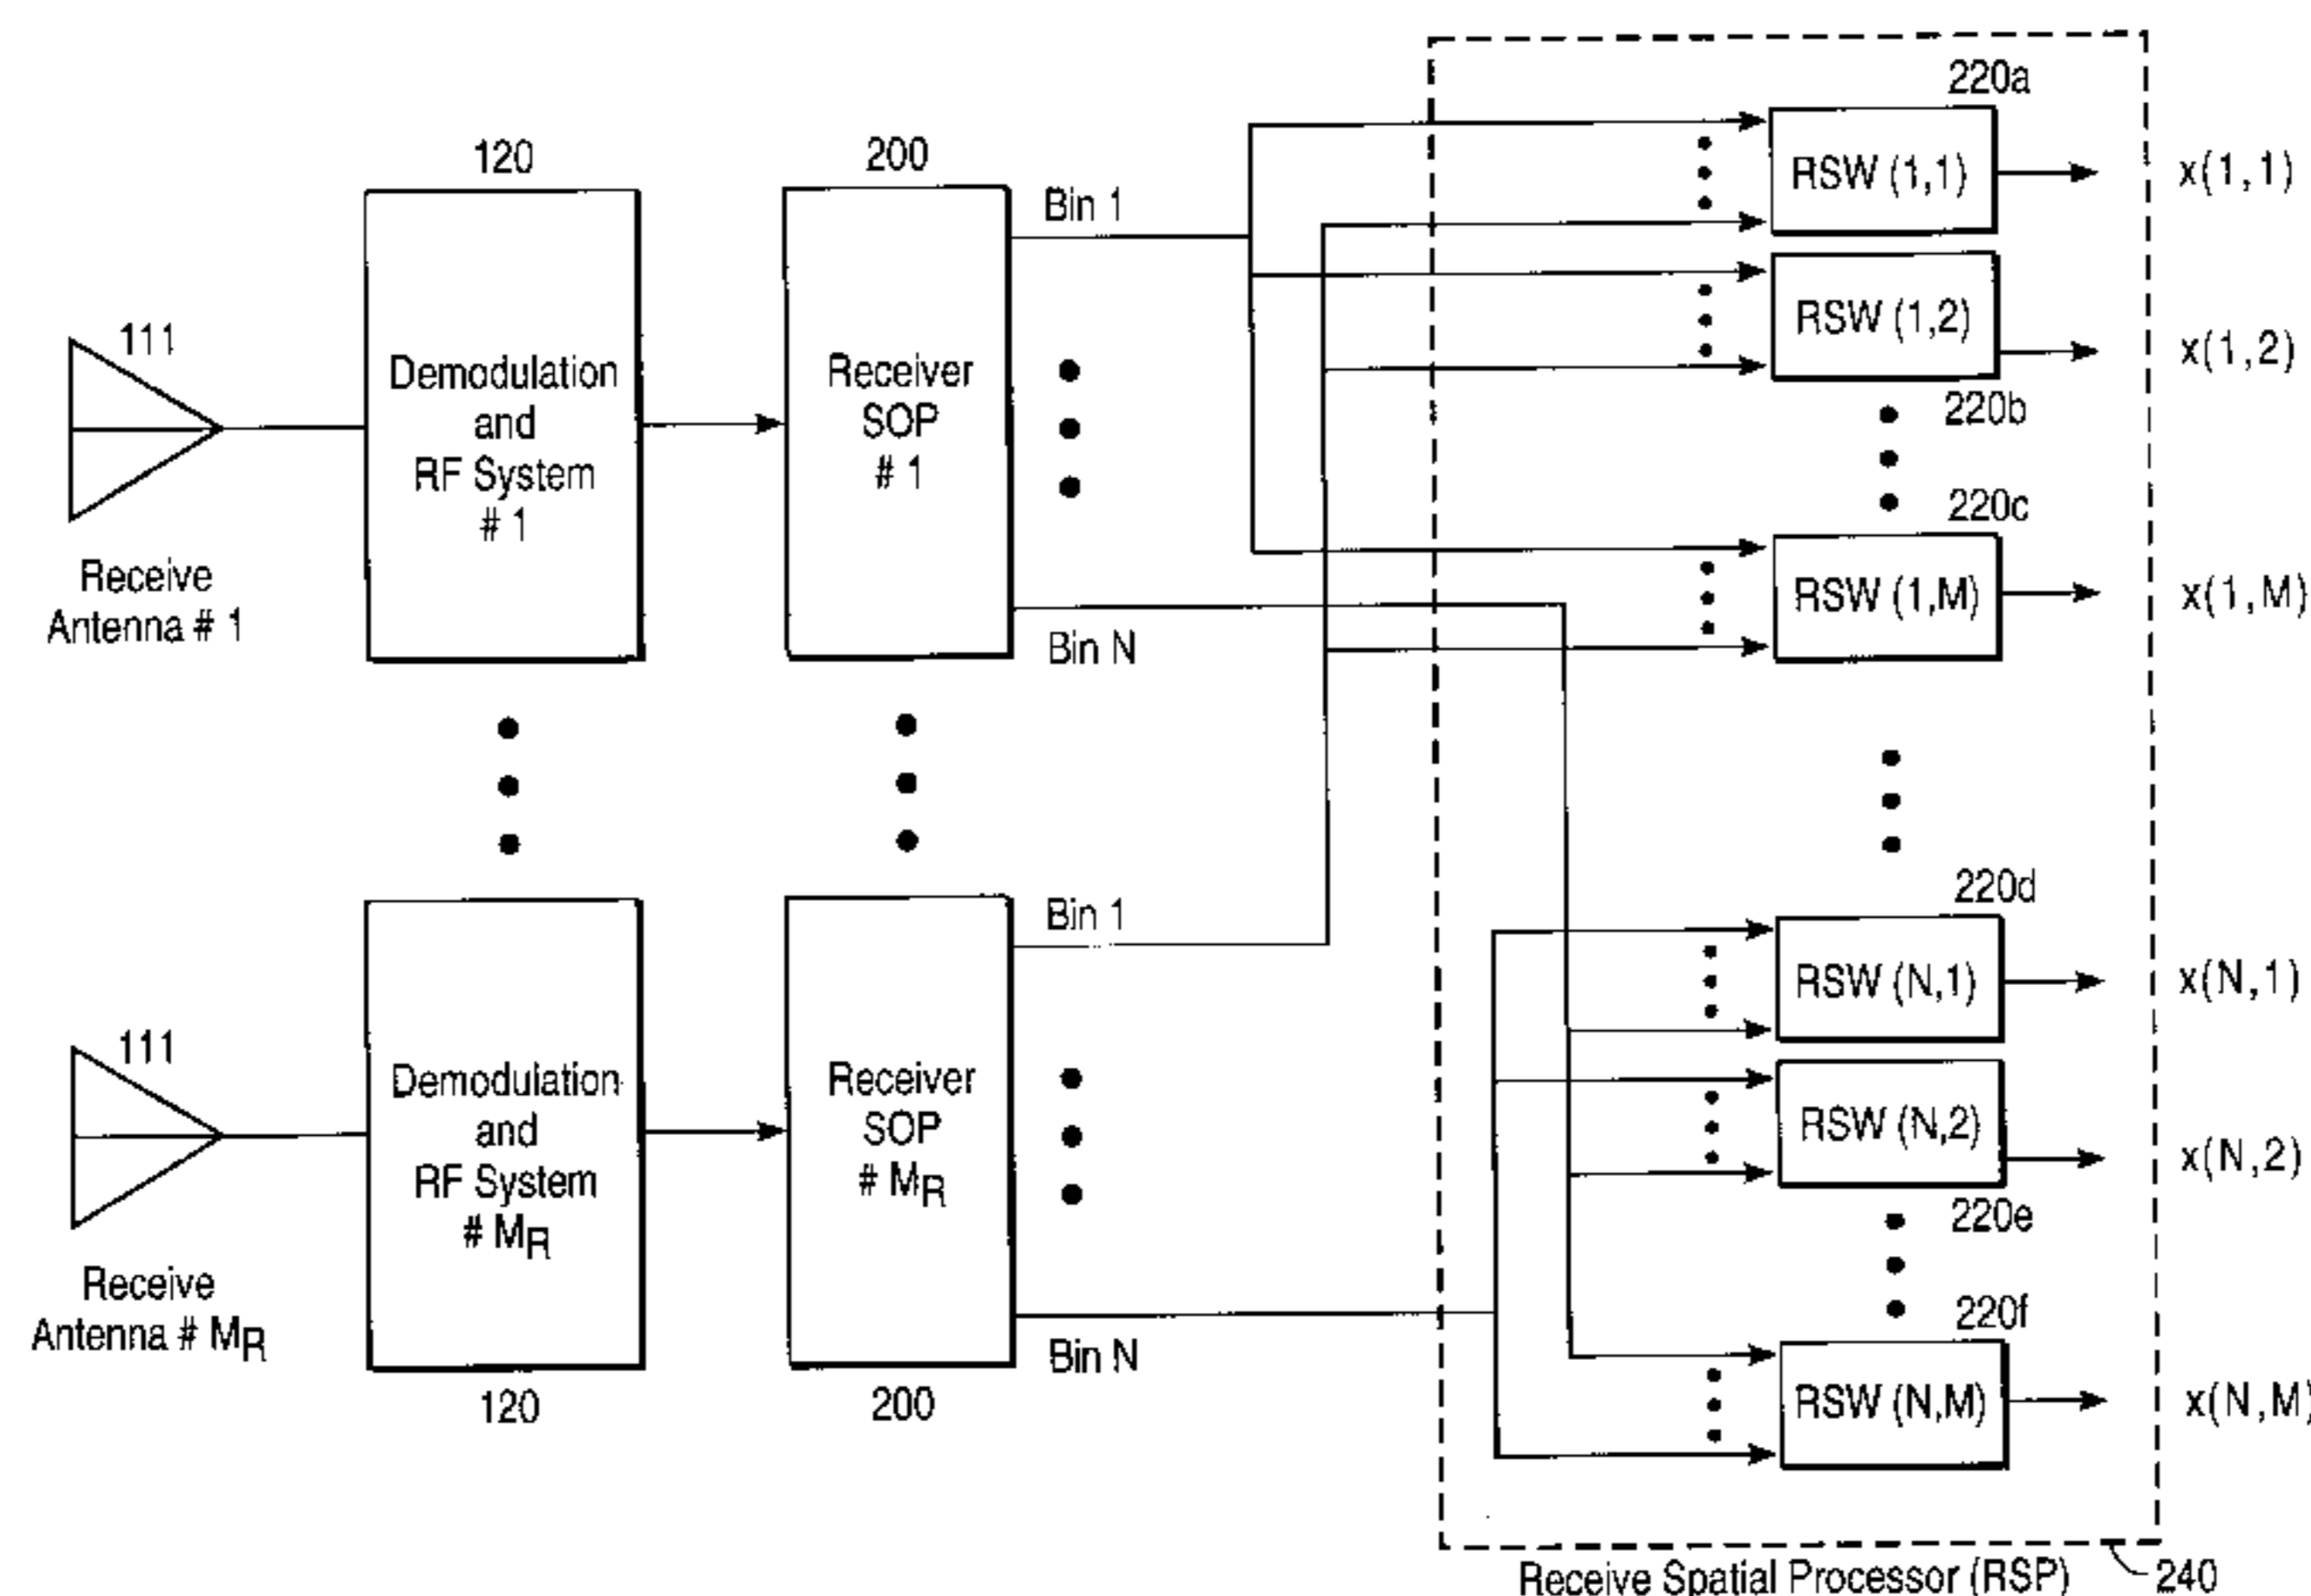 220a
120
200
Bin 1
RSW (1,1)
x(1,1)
RSW (1,2)
x(1,2)
220b
111
Demodulation
and
RF System
# 1
Receiver
SOP
# 1
220c
Receive
Antenna # 1
RSW (1,M)
x(1,M)
Bin N
220d
Bin 1
RSW (N,1)
x(N,1)
111
Demodulation
and
RF System
# MR
Receiver
SOP
# MR
RSW (N,2)
x(N,2)
220e
Receive
Antenna # MR
220f
Bin N
RSW (N,M)
x(N,M)
120
200
Receive Spatial Processor (RSP)
240